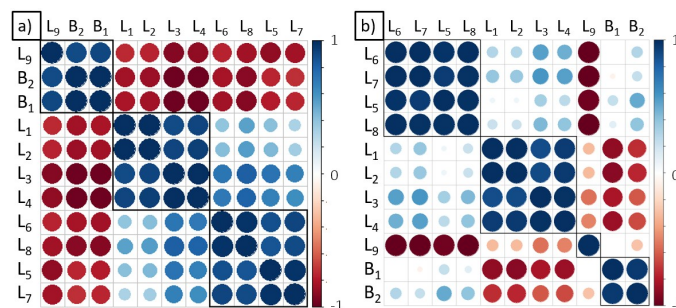 a) L₉ B₂ B₁ L₁ L₂ L₃ L₄ L₆ L₈ L₅ L₇ 1
L₉
B₂
B₁
L₁
L₂
L₃
L₄
L₆
L₈
L₅
L₇
0
-1
b) L₆ L₇ L₅ L₈ L₁ L₂ L₃ L₄ L₉ B₁ B₂ 1
L₆
L₇
L₅
L₈
L₁
L₂
L₃
L₄
L₉
B₁
B₂
0
-1